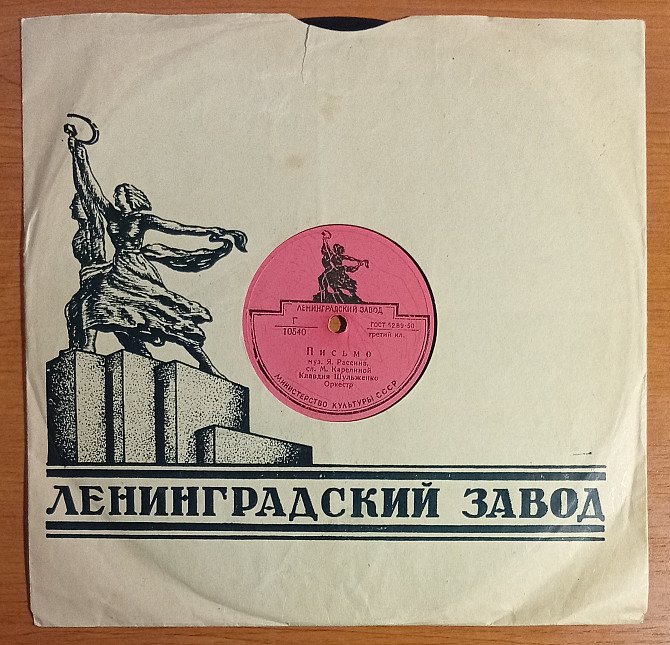 ЛЕНИНГРАДСКИЙ ЗАВОД
Г
10540
ГОСТ 5289-50
третий кл.
Письмо
муз. Я. Рассина,
сл. М. Карелиной
Клавдия Шульженко
Оркестр
МИНИСТЕРСТВО КУЛЬТУРЫ СССР
ЛЕНИНГРАДСКИЙ ЗАВОД